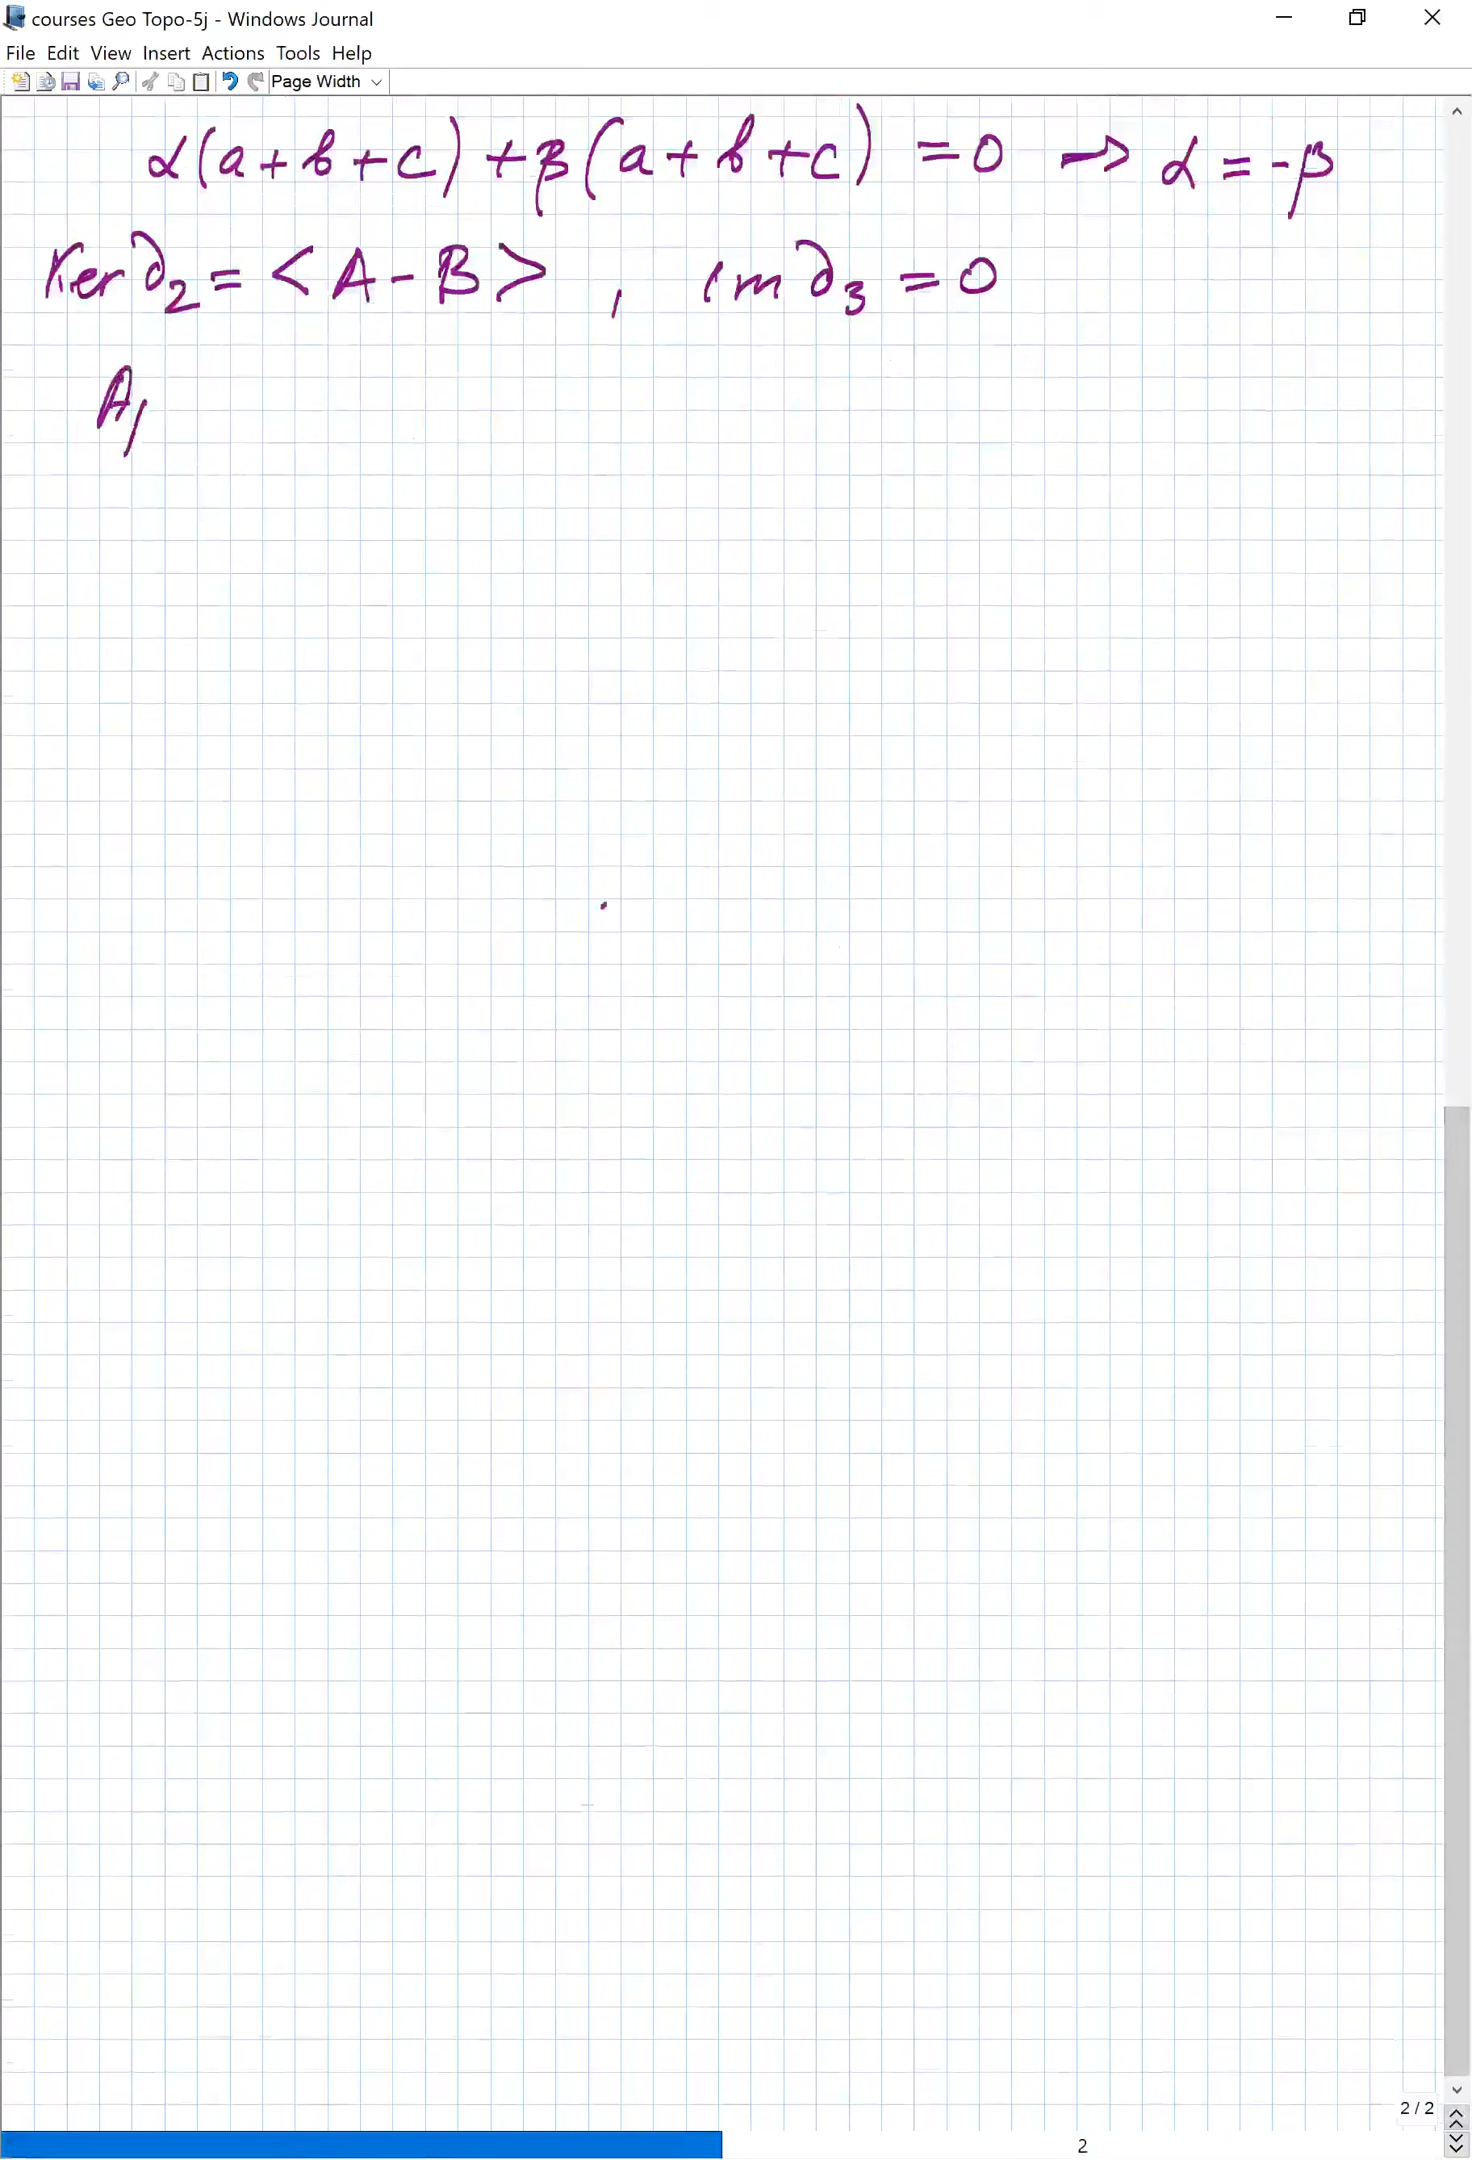 courses Geo Topo-5j - Windows Journal
File Edit View Insert Actions Tools Help
Page Width
α(a+b+c)+β(a+b+c) =0 → α=-β
Ker ∂₂ = <A-B> , im ∂₃ = 0
A,
2 / 2
2